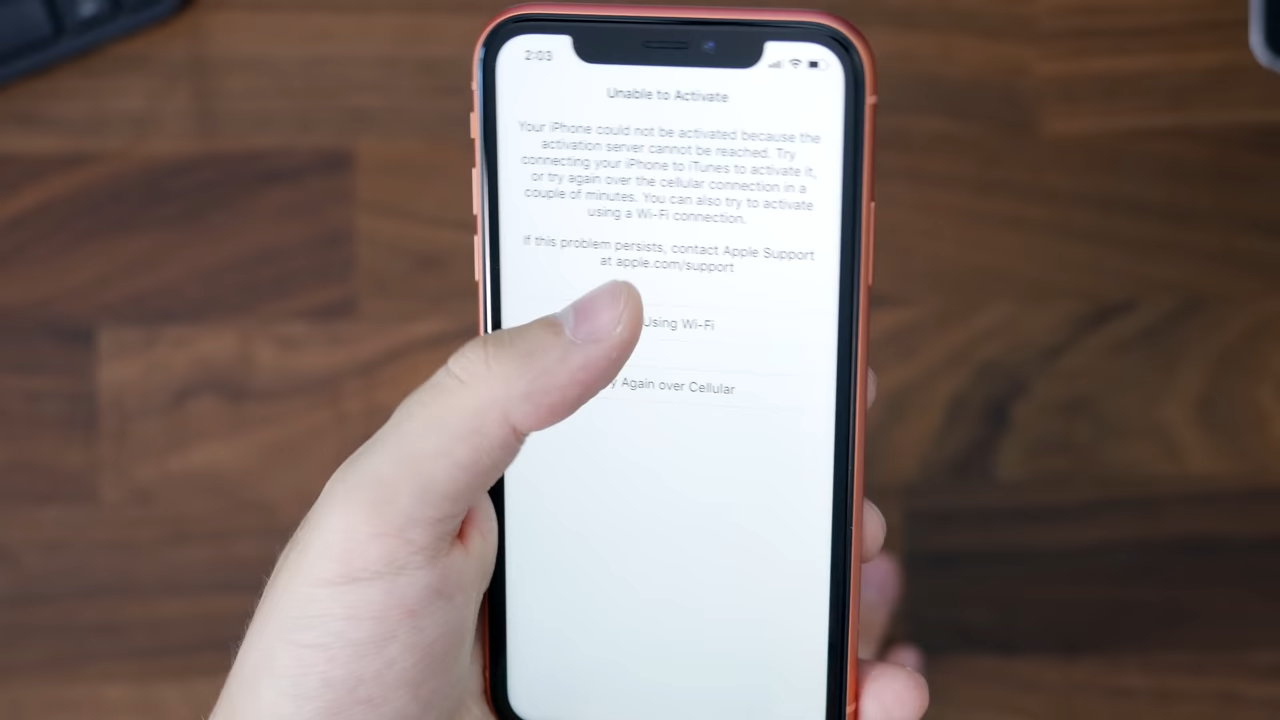 2:03
Unable to Activate
Your iPhone could not be activated because the
activation server cannot be reached. Try
connecting your iPhone to iTunes to activate it,
or try again over the cellular connection in a
couple of minutes. You can also try to activate
using a Wi-Fi connection.
If this problem persists, contact Apple Support
at apple.com/support
Using Wi-Fi
Again over Cellular